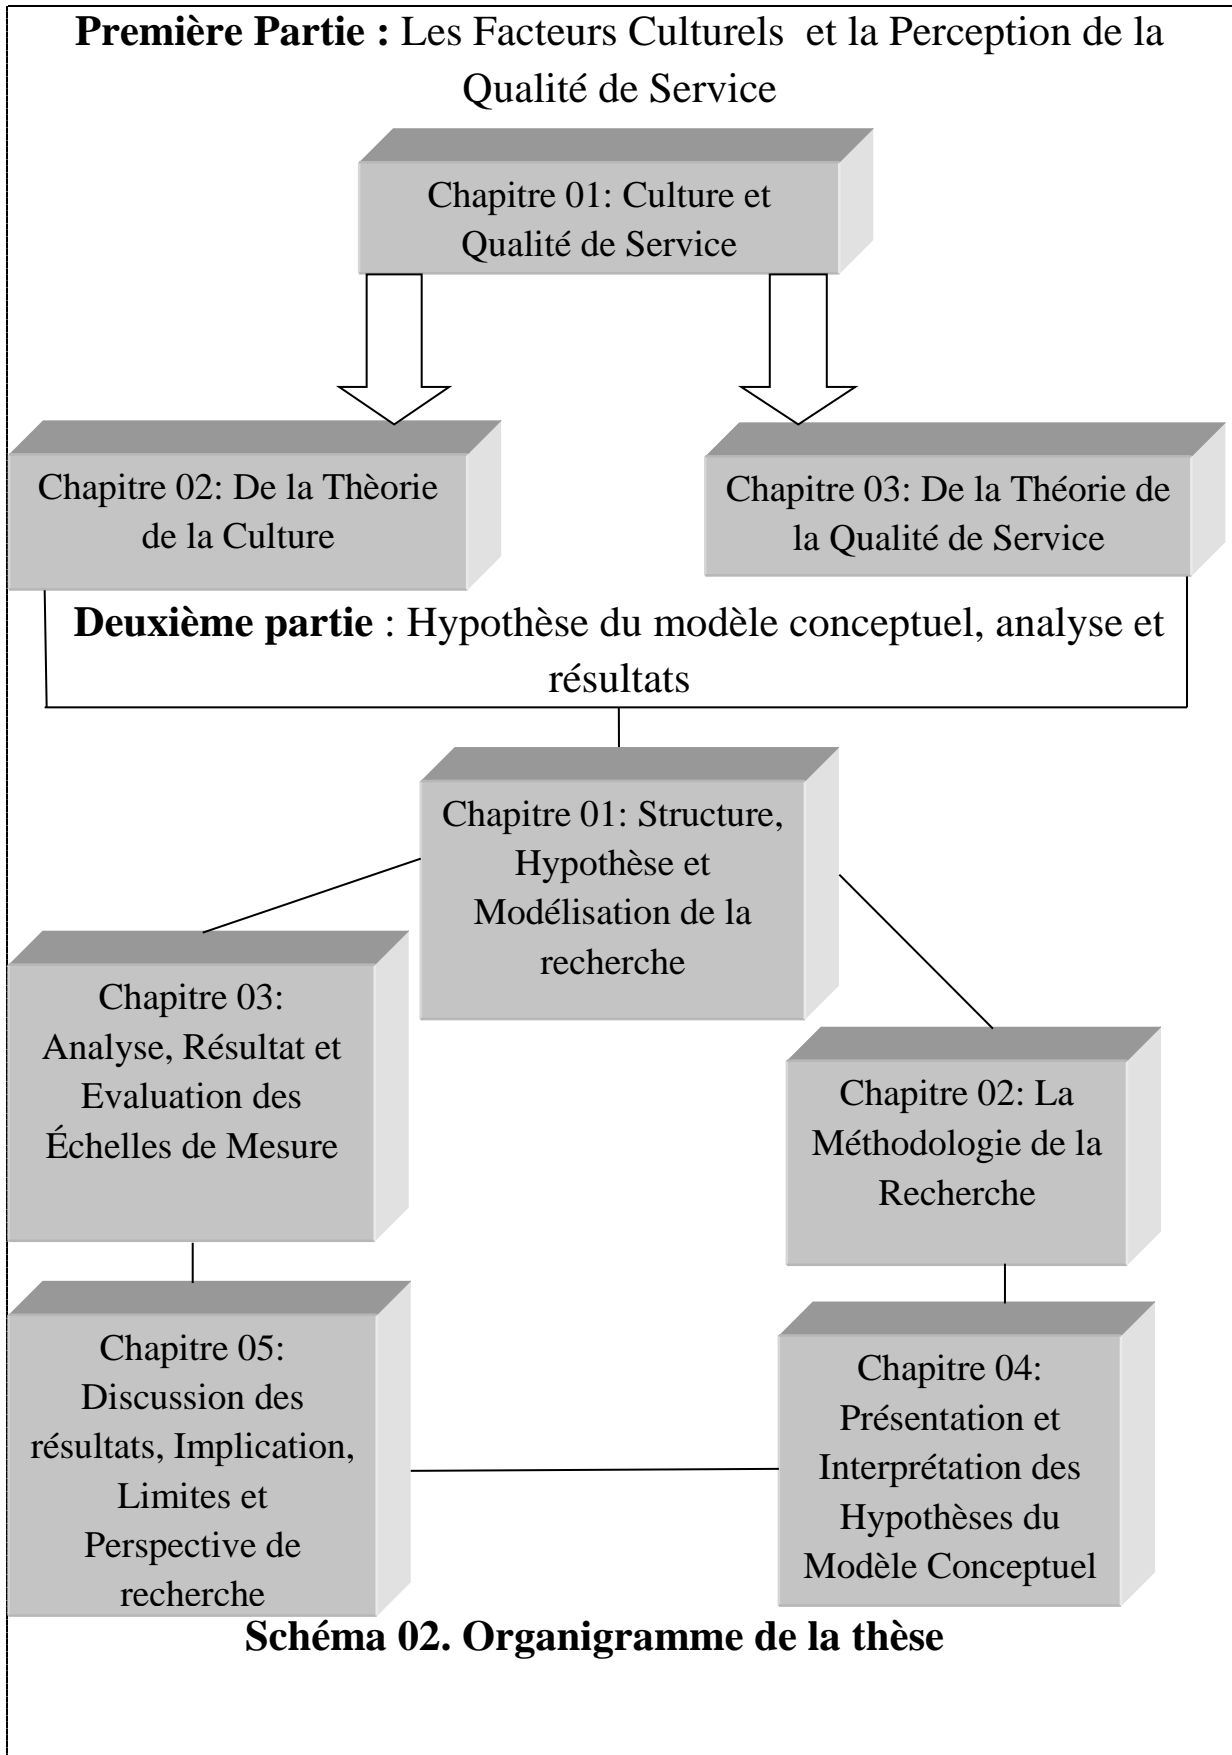 Première Partie : Les Facteurs Culturels et la Perception de la
Qualité de Service
Chapitre 01: Culture et
Qualité de Service
Chapitre 02: De la Thèorie
de la Culture
Chapitre 03: De la Théorie de
la Qualité de Service
Deuxième partie : Hypothèse du modèle conceptuel, analyse et
résultats
Chapitre 01: Structure,
Hypothèse et
Modélisation de la
recherche
Chapitre 03:
Analyse, Résultat et
Evaluation des
Échelles de Mesure
Chapitre 02: La
Méthodologie de la
Recherche
Chapitre 05:
Discussion des
résultats, Implication,
Limites et
Perspective de
recherche
Chapitre 04:
Présentation et
Interprétation des
Hypothèses du
Modèle Conceptuel
Schéma 02. Organigramme de la thèse